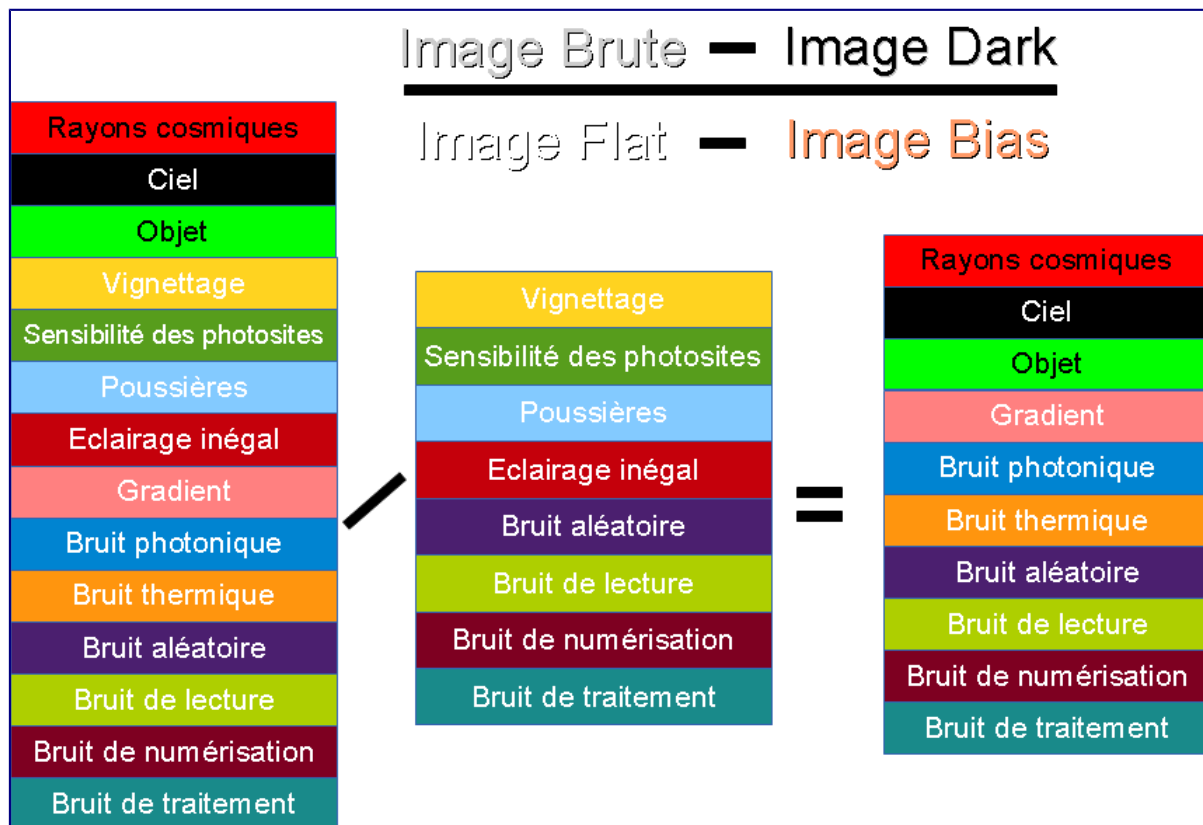 Image Brute - Image Dark
Image Flat - Image Bias
Rayons cosmiques
Ciel
Objet
Vignettage
Sensibilité des photosites
Poussières
Eclairage inégal
Gradient
Bruit photonique
Bruit thermique
Bruit aléatoire
Bruit de lecture
Bruit de numérisation
Bruit de traitement
/
Vignettage
Sensibilité des photosites
Poussières
Eclairage inégal
Bruit aléatoire
Bruit de lecture
Bruit de numérisation
Bruit de traitement
=
Rayons cosmiques
Ciel
Objet
Gradient
Bruit photonique
Bruit thermique
Bruit aléatoire
Bruit de lecture
Bruit de numérisation
Bruit de traitement